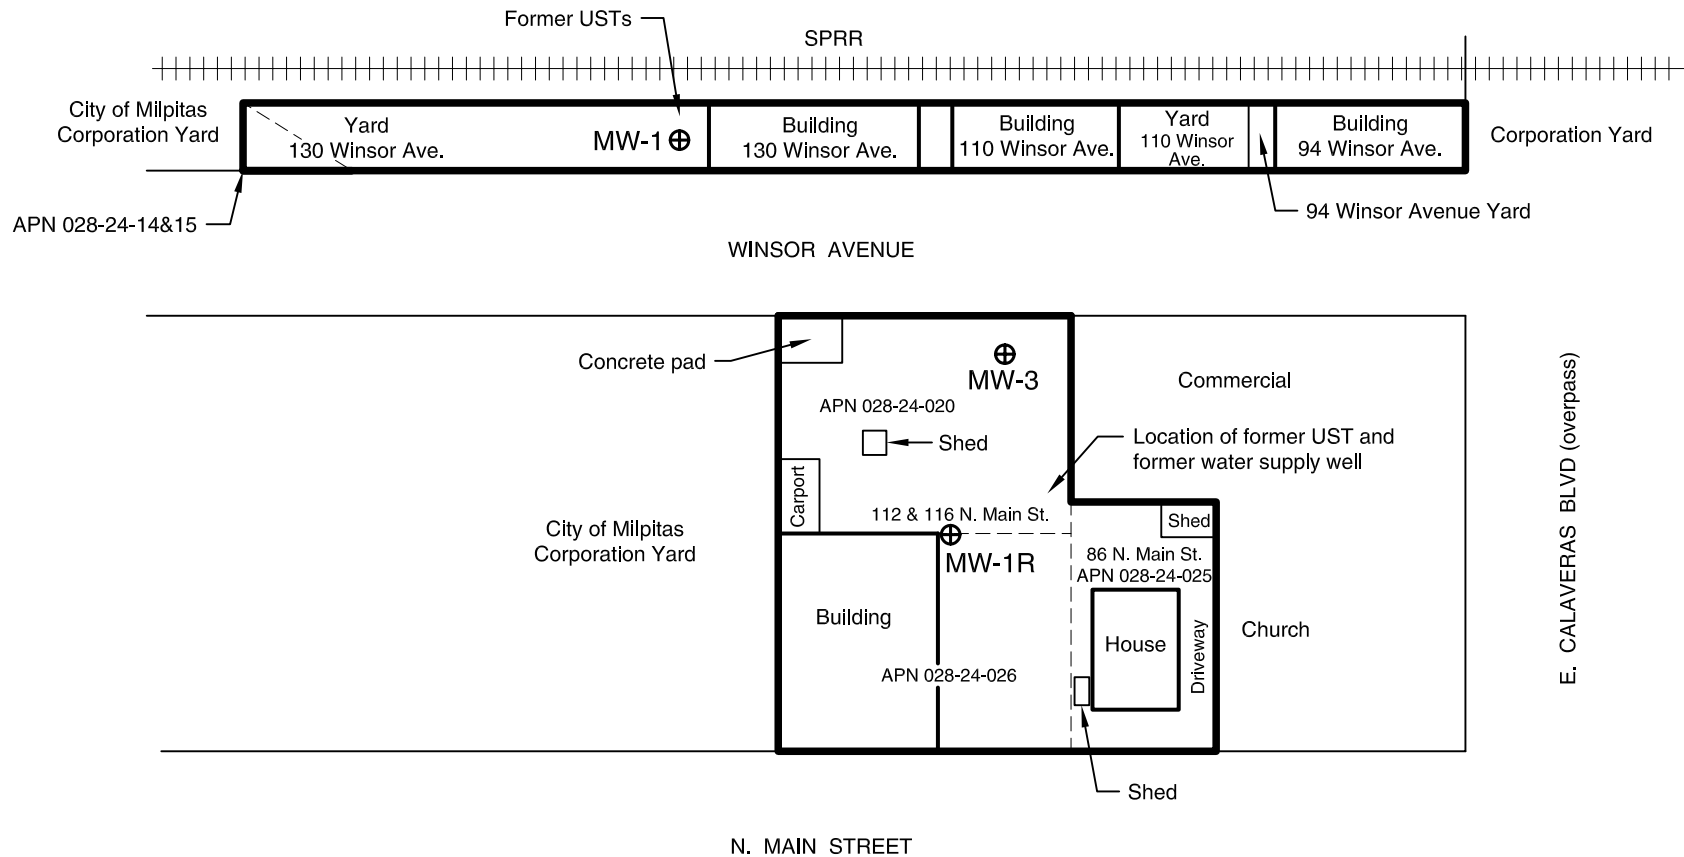 Former USTs
SPRR
City of Milpitas
Corporation Yard
Yard
130 Winsor Ave.
MW-1
Building
130 Winsor Ave.
Building
110 Winsor Ave.
Yard
110 Winsor
Ave.
Building
94 Winsor Ave.
Corporation Yard
APN 028-24-14&15
94 Winsor Avenue Yard
WINSOR AVENUE
Concrete pad
MW-3
Commercial
APN 028-24-020
Shed
Location of former UST and
former water supply well
Carport
112 & 116 N. Main St.
Shed
City of Milpitas
Corporation Yard
MW-1R
86 N. Main St.
APN 028-24-025
Building
House
Driveway
Church
APN 028-24-026
E. CALAVERAS BLVD (overpass)
Shed
N. MAIN STREET